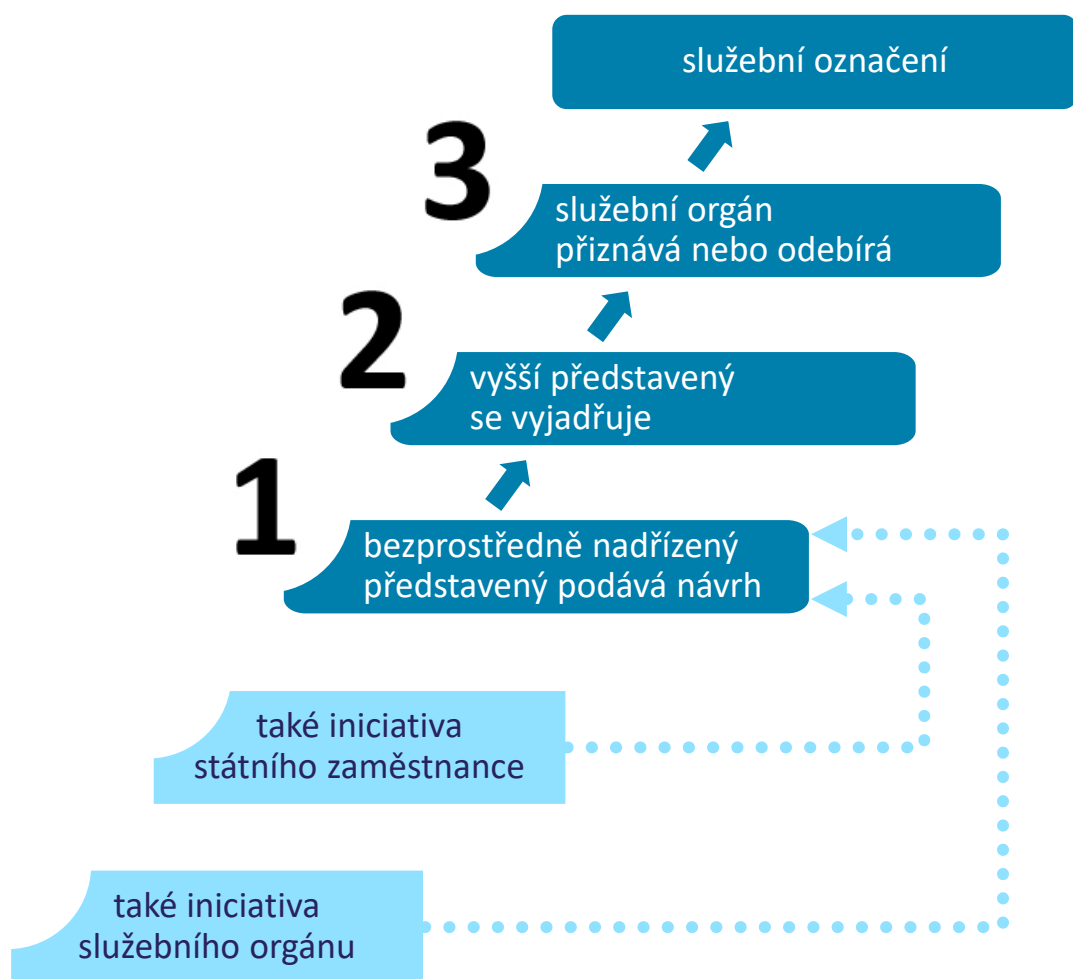 služební označení
3
služební orgán
přiznává nebo odebírá
2
vyšší představený
se vyjadřuje
1
bezprostředně nadřízený
představený podává návrh
také iniciativa
státního zaměstnance
také iniciativa
služebního orgánu